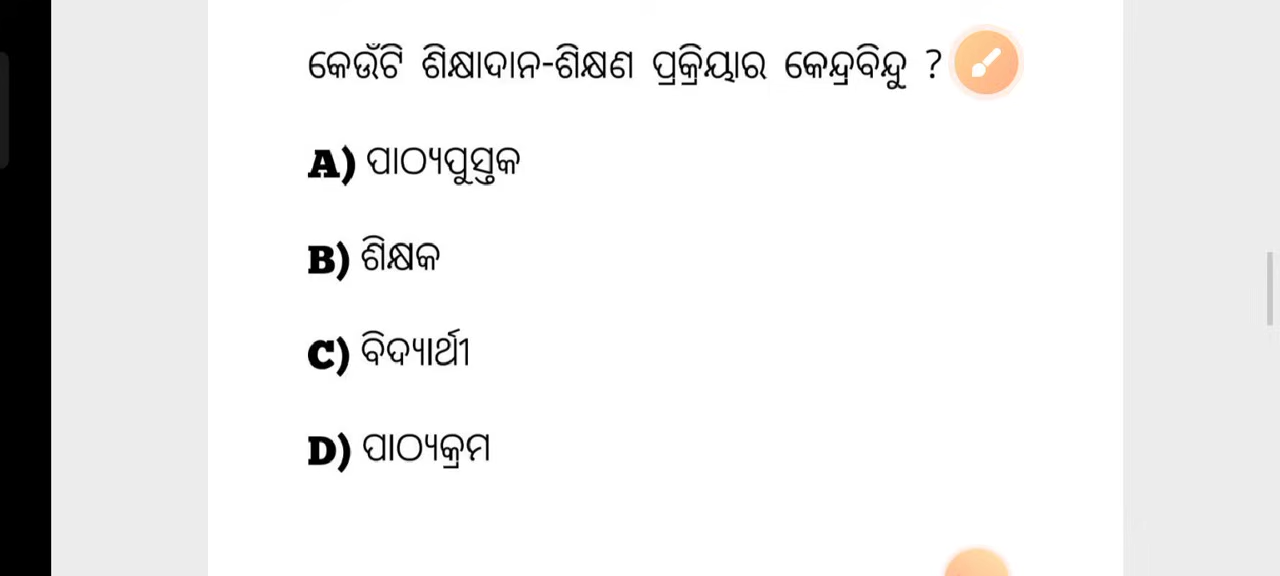 କେଉଁଟି ଶିକ୍ଷାଦାନ-ଶିକ୍ଷଣ ପ୍ରକ୍ରିୟାର କେନ୍ଦ୍ରବିନ୍ଦୁ ?
A) ପାଠ୍ୟପୁସ୍ତକ
B) ଶିକ୍ଷକ
C) ବିଦ୍ୟାର୍ଥୀ
D) ପାଠ୍ୟକ୍ରମ